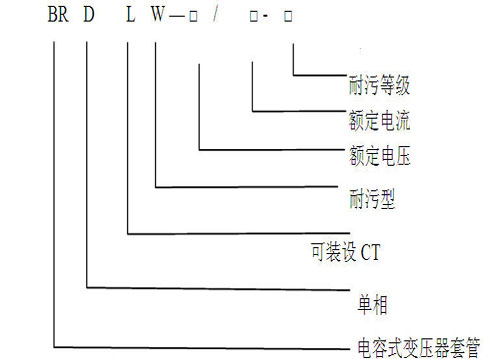 BR D L W—□ / □-□
耐污等级
额定电流
额定电压
耐污型
可装设 CT
单相
电容式变压器套管